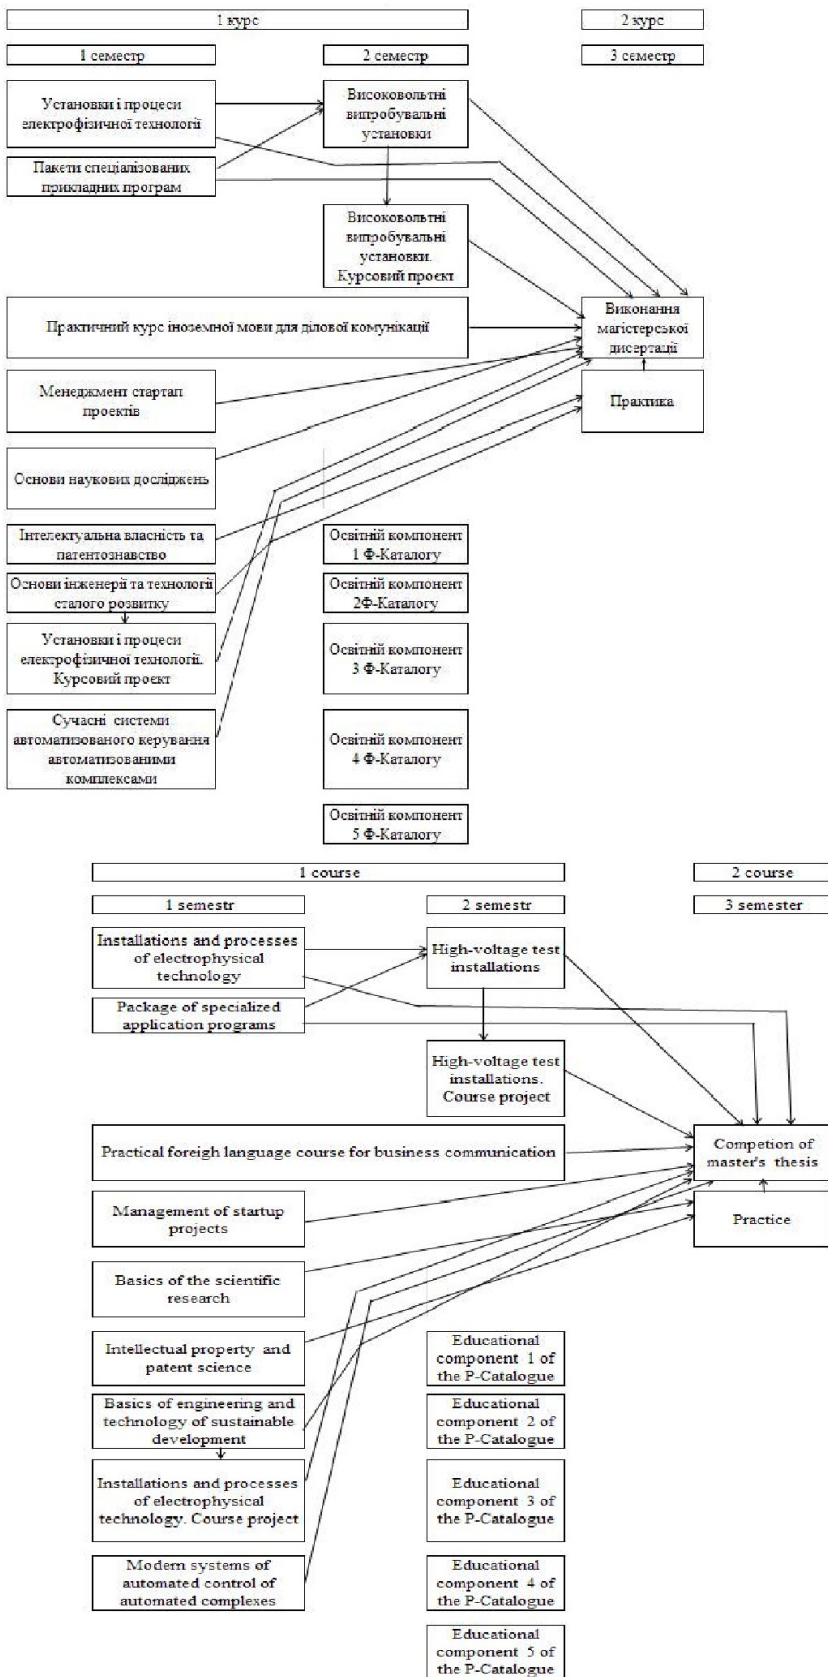 1 курс
2 курс
1 семестр
2 семестр
3 семестр
Установки і процеси
електрофізичної технології
Високовольтні
випробувальні
установки
Пакети спеціалізованих
прикладних програм
Високовольтні
випробувальні
установки.
Курсовий проєкт
Практичний курс іноземної мови для ділової комунікації
Виконання
магістерської
дисертації
Менеджмент стартап
проектів
Практика
Основи наукових досліджень
Інтелектуальна власність та
патентознавство
Освітній компонент
1 Ф-Каталогу
Основи інженерії та технології
сталого розвитку
Освітній компонент
2Ф-Каталогу
Установки і процеси
електрофізичної технології.
Курсовий проєкт
Освітній компонент
3 Ф-Каталогу
Сучасні системи
автоматизованого керування
автоматизованими
комплексами
Освітній компонент
4 Ф-Каталогу
Освітній компонент
5 Ф-Каталогу
1 course
2 course
1 semestr
2 semestr
3 semester
Installations and processes
of electrophysical
technology
High-voltage test
installations
Package of specialized
application programs
High-voltage test
installations.
Course project
Practical foreigh language course for business communication
Competion of
master's thesis
Management of startup
projects
Practice
Basics of the scientific
research
Intellectual property and
patent science
Educational
component 1 of
the P-Catalogue
Basics of engineering and
technology of sustainable
development
Educational
component 2 of
the P-Catalogue
Installations and processes
of electrophysical
technology. Course project
Educational
component 3 of
the P-Catalogue
Modern systems of
automated control of
automated complexes
Educational
component 4 of
the P-Catalogue
Educational
component 5 of
the P-Catalogue